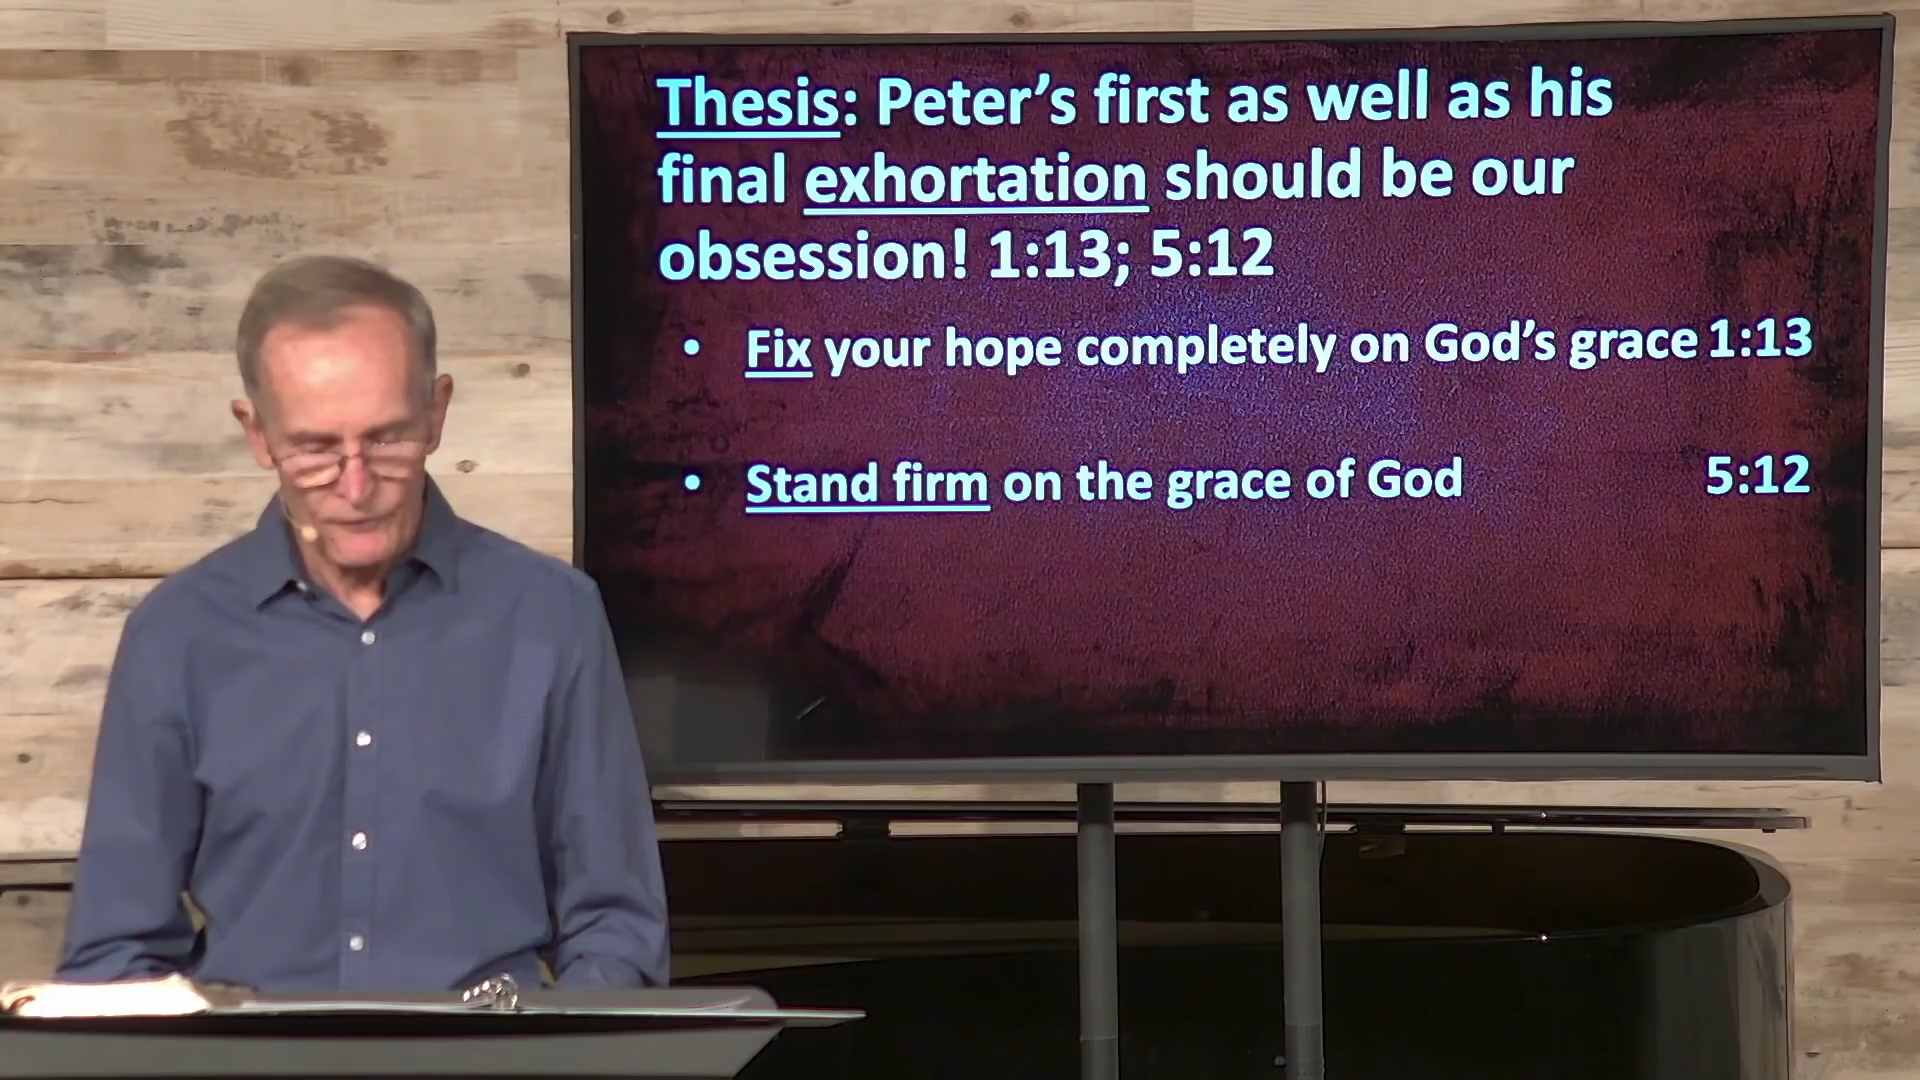 Thesis: Peter’s first as well as his
final exhortation should be our
obsession! 1:13; 5:12
• Fix your hope completely on God’s grace 1:13
• Stand firm on the grace of God 5:12